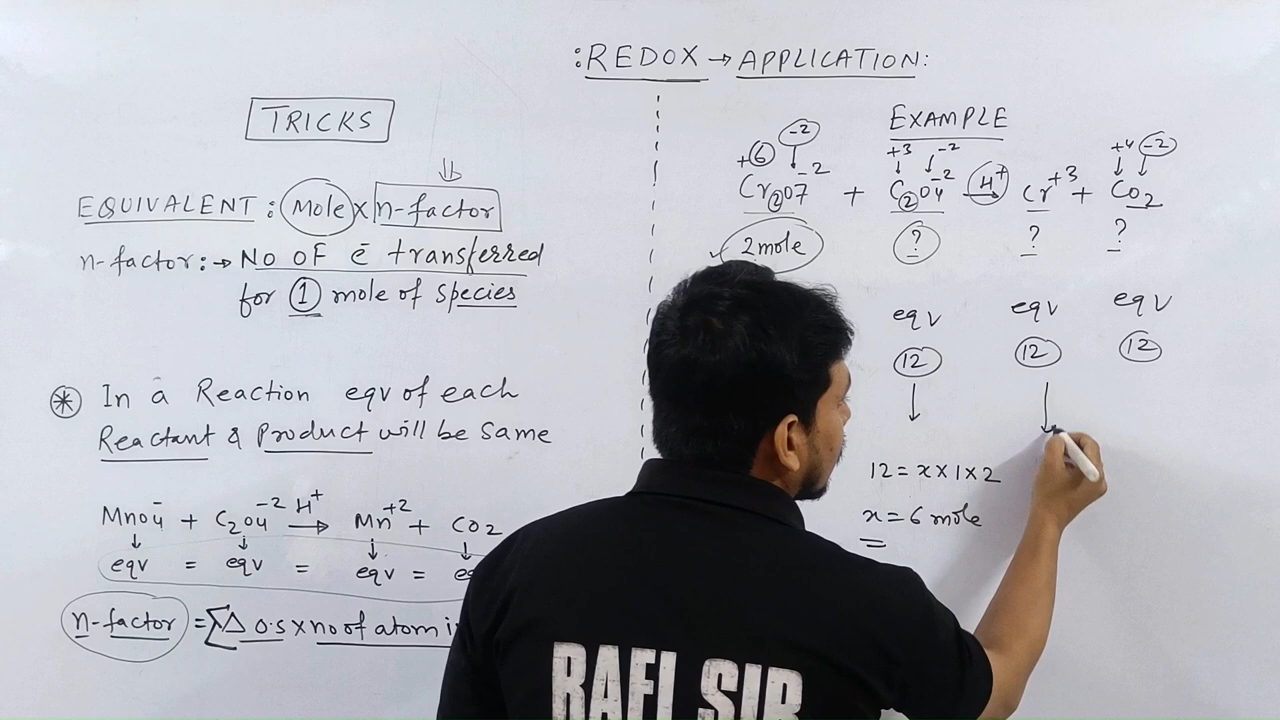 :REDOX → APPLICATION:
TRICKS
EQUIVALENT : Mole x n-factor
n-factor:→ NO OF ē transferred
for 1 mole of species
* In a Reaction eqv of each
Reactant & Product will be same
MnO4⁻ + C2O4⁻² H⁺→ Mn⁺² + CO2
eqv = eqv = eqv =
n-factor = Σ Δ O.S x no of atom
EXAMPLE
+6 -2 +3 -2 +4 -2
Cr2O7⁻² + C2O4⁻² H⁺→ Cr⁺³ + CO2
2 mole ? ? ?
eqv eqv eqv
12 12 12
12 = x X 1 X 2
x = 6 mole
RAFI SIR